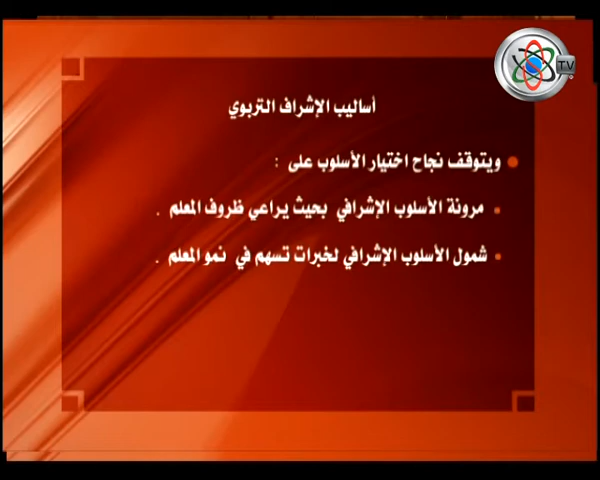 TV
أساليب الإشراف التربوي
ويتوقف نجاح اختيار الأسلوب على :
مرونة الأسلوب الإشرافي بحيث يراعي ظروف المعلم .
شمول الأسلوب الإشرافي لخبرات تسهم في نمو المعلم .